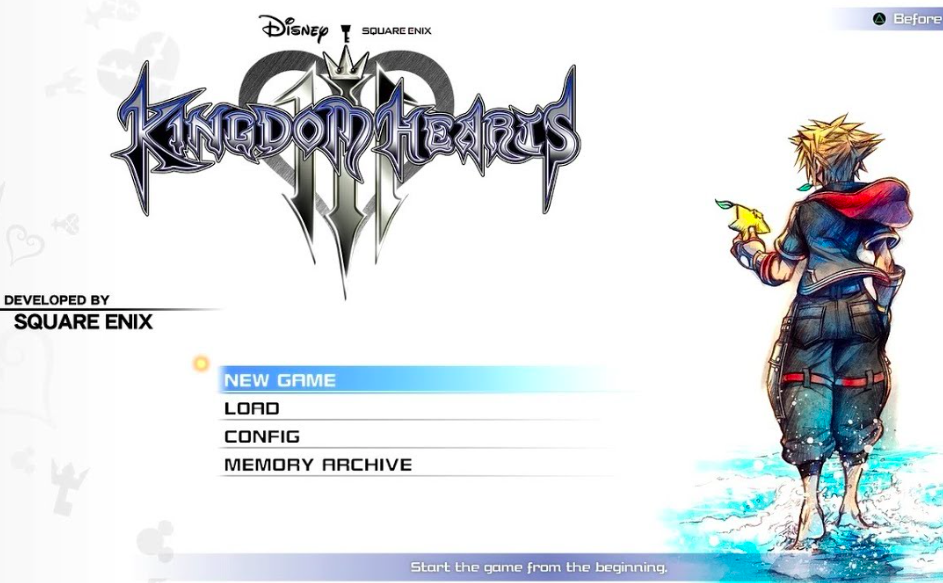 Disney SQUARE ENIX
Before
KINGDOM HEARTS
III
DEVELOPED BY
SQUARE ENIX
NEW GAME
LOAD
CONFIG
MEMORY ARCHIVE
Start the game from the beginning.